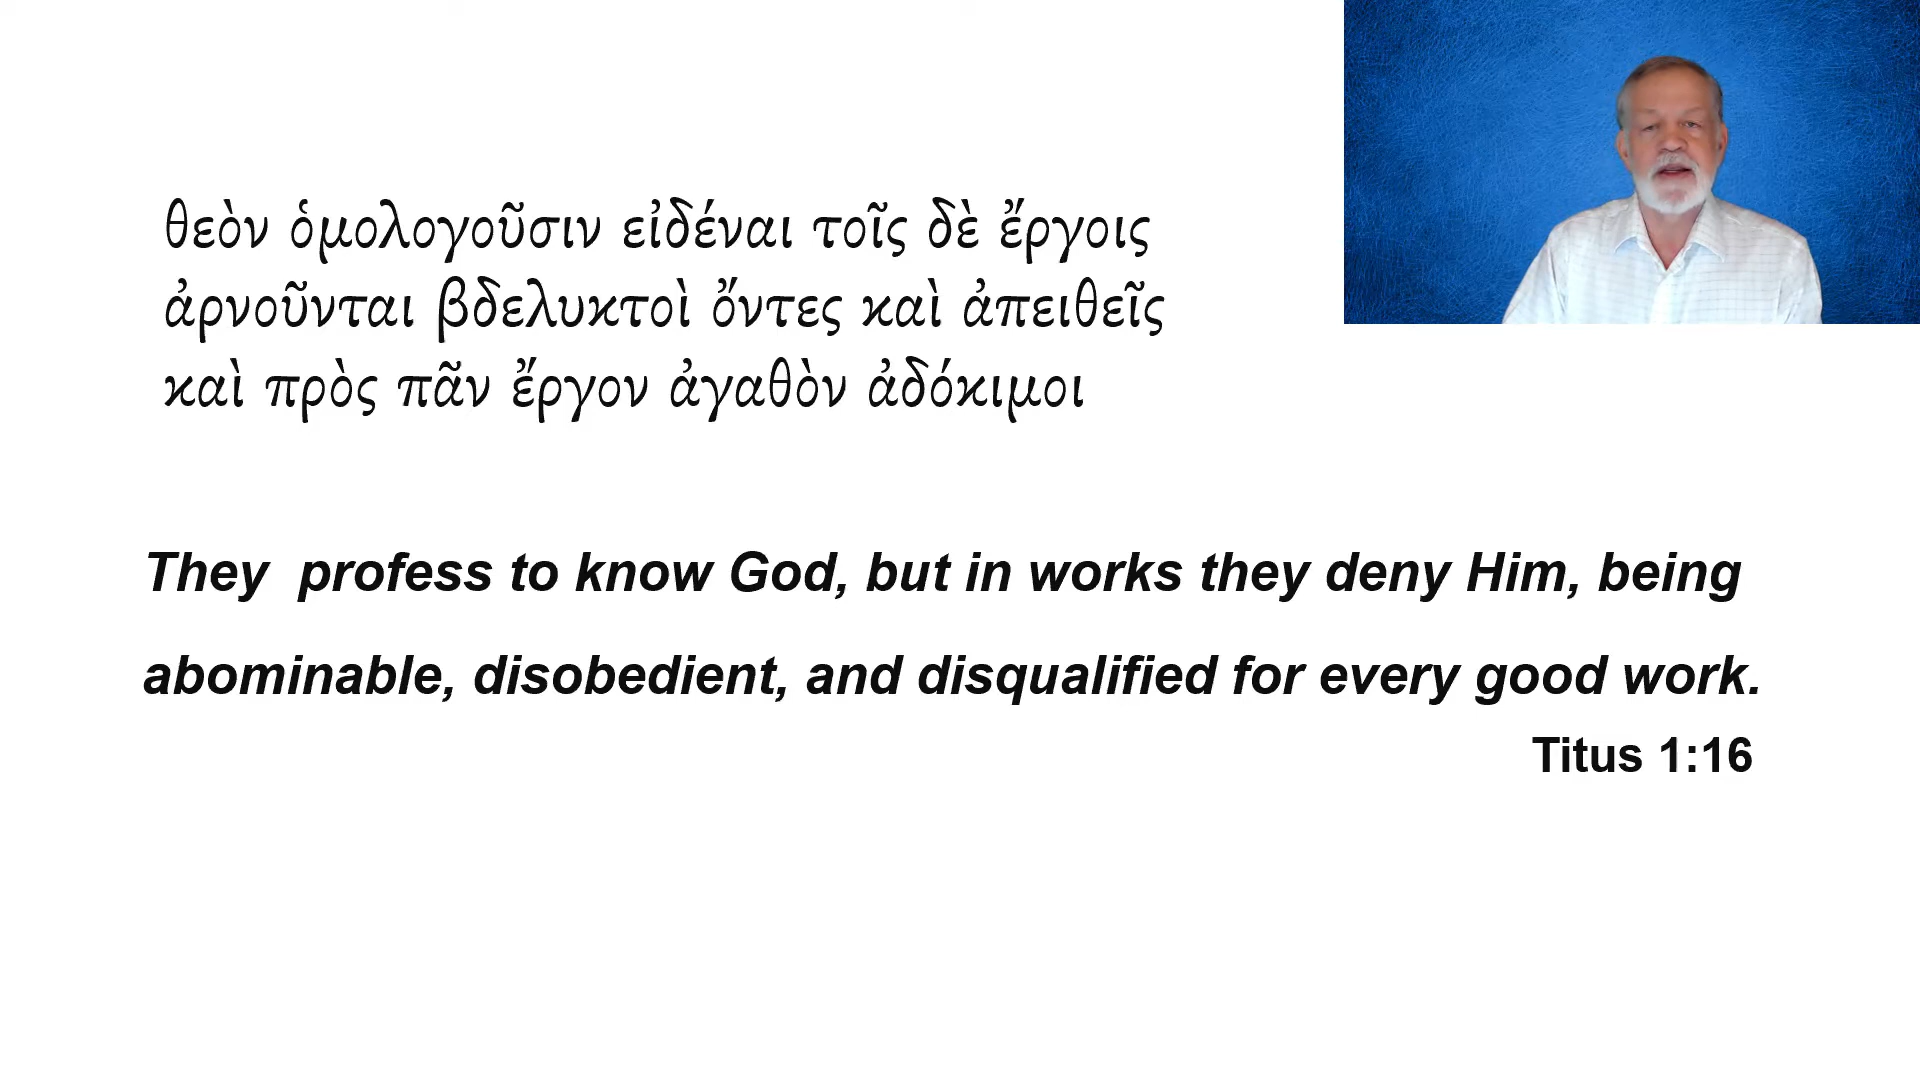 θεὸν ὁμολογοῦσιν εἰδέναι τοῖς δὲ ἔργοις
ἀρνοῦνται βδελυκτοὶ ὄντες καὶ ἀπειθεῖς
καὶ πρὸς πᾶν ἔργον ἀγαθὸν ἀδόκιμοι
They  profess to know God, but in works they deny Him, being
abominable, disobedient, and disqualified for every good work.
Titus 1:16